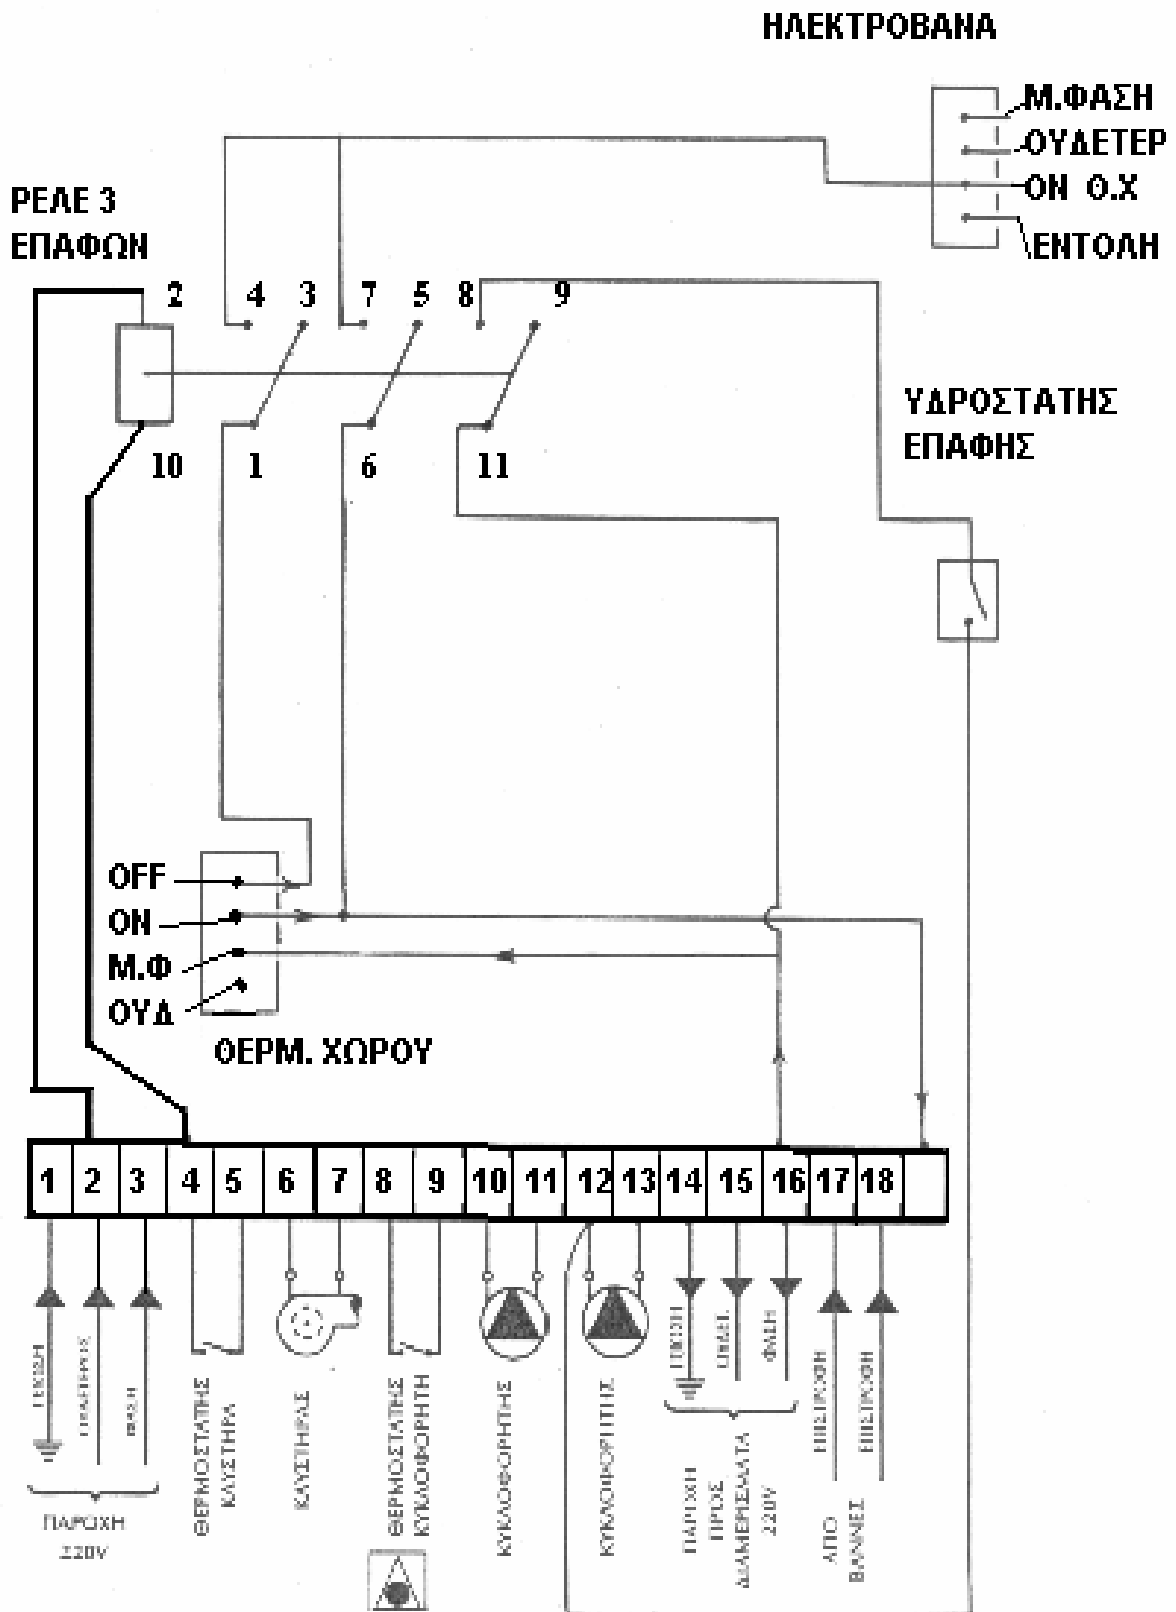 ΗΛΕΚΤΡΟΒΑΝΑ
Μ.ΦΑΣΗ
ΟΥΔΕΤΕΡ
ΟΝ Θ.Χ
ΕΝΤΟΛΗ
ΡΕΛΕ 3
ΕΠΑΦΩΝ
2 4 3 7 5 8 9
ΥΔΡΟΣΤΑΤΗΣ
ΕΠΑΦΗΣ
10 1 6 11
OFF
ON
Μ.Φ
ΟΥΔ
ΘΕΡΜ. ΧΩΡΟΥ
1 2 3 4 5 6 7 8 9 10 11 12 13 14 15 16 17 18
ΓΕΙΩΣΗ
ΟΥΔΕΤΕΡΟΣ
ΦΑΣΗ
ΠΑΡΟΧΗ
220V
ΘΕΡΜΟΣΤΑΤΗΣ
ΚΑΥΣΤΗΡΑ
ΚΑΥΣΤΗΡΑΣ
ΘΕΡΜΟΣΤΑΤΗΣ
ΚΥΚΛΟΦΟΡΗΤΗ
ΚΥΚΛΟΦΟΡΗΤΗΣ
ΚΥΚΛΟΦΟΡΗΤΗΣ
ΓΕΙΩΣΗ
ΟΥΔΕΤ.
ΦΑΣΗ
ΠΑΡΟΧΗ
ΠΡΟΣ
ΔΙΑΜΕΡΙΣΜΑΤΑ
220V
ΕΠΙΣΤΡΟΦΗ
ΕΠΙΣΤΡΟΦΗ
ΑΠΟ
ΒΑΝΝΕΣ